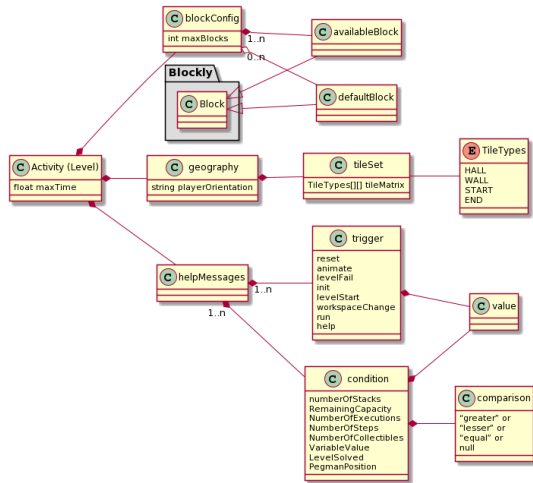 C blockConfig
int maxBlocks
1..n
0..n
C availableBlock
C defaultBlock
Blockly
C Block
C Activity (Level)
float maxTime
C geography
string playerOrientation
C tileSet
TileTypes[][] tileMatrix
E TileTypes
HALL
WALL
START
END
C helpMessages
1..n
1..n
C trigger
reset
animate
levelFail
init
levelStart
workspaceChange
run
help
C value
C condition
numberOfStacks
RemainingCapacity
NumberOfExecutions
NumberOfSteps
NumberOfCollectibles
VariableValue
LevelSolved
PegmanPosition
C comparison
"greater" or
"lesser" or
"equal" or
null